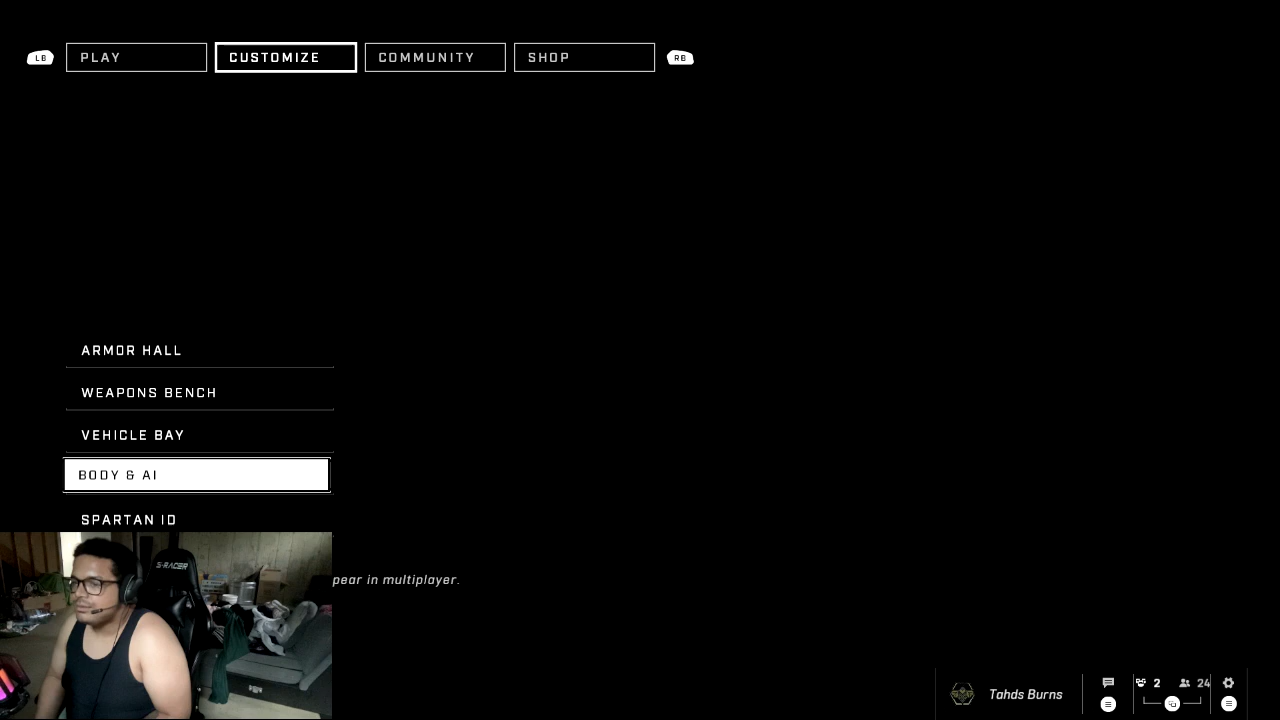 LB PLAY CUSTOMIZE COMMUNITY SHOP RB
ARMOR HALL
WEAPONS BENCH
VEHICLE BAY
BODY & AI
SPARTAN ID
pear in multiplayer.
S-RACER
Tahds Burns 2 24